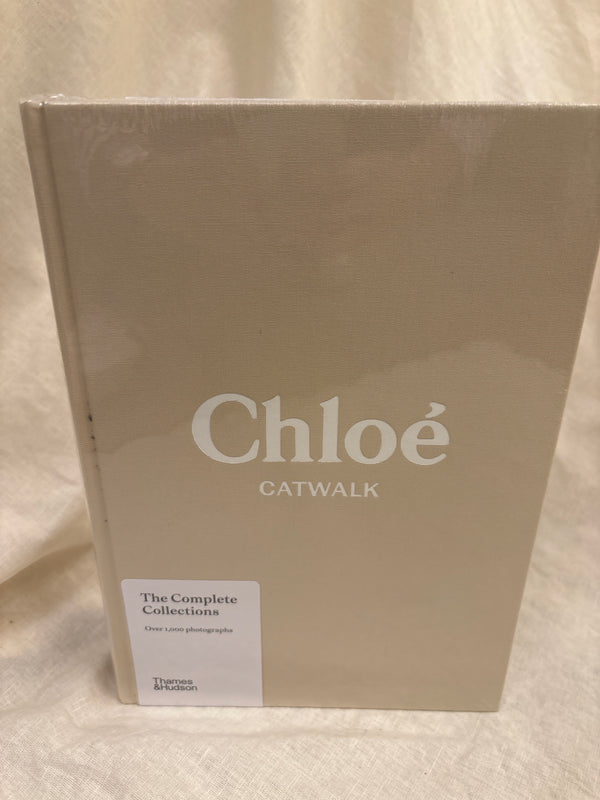 Chloé
CATWALK
The Complete
Collections
Over 1,000 photographs
Thames
&Hudson